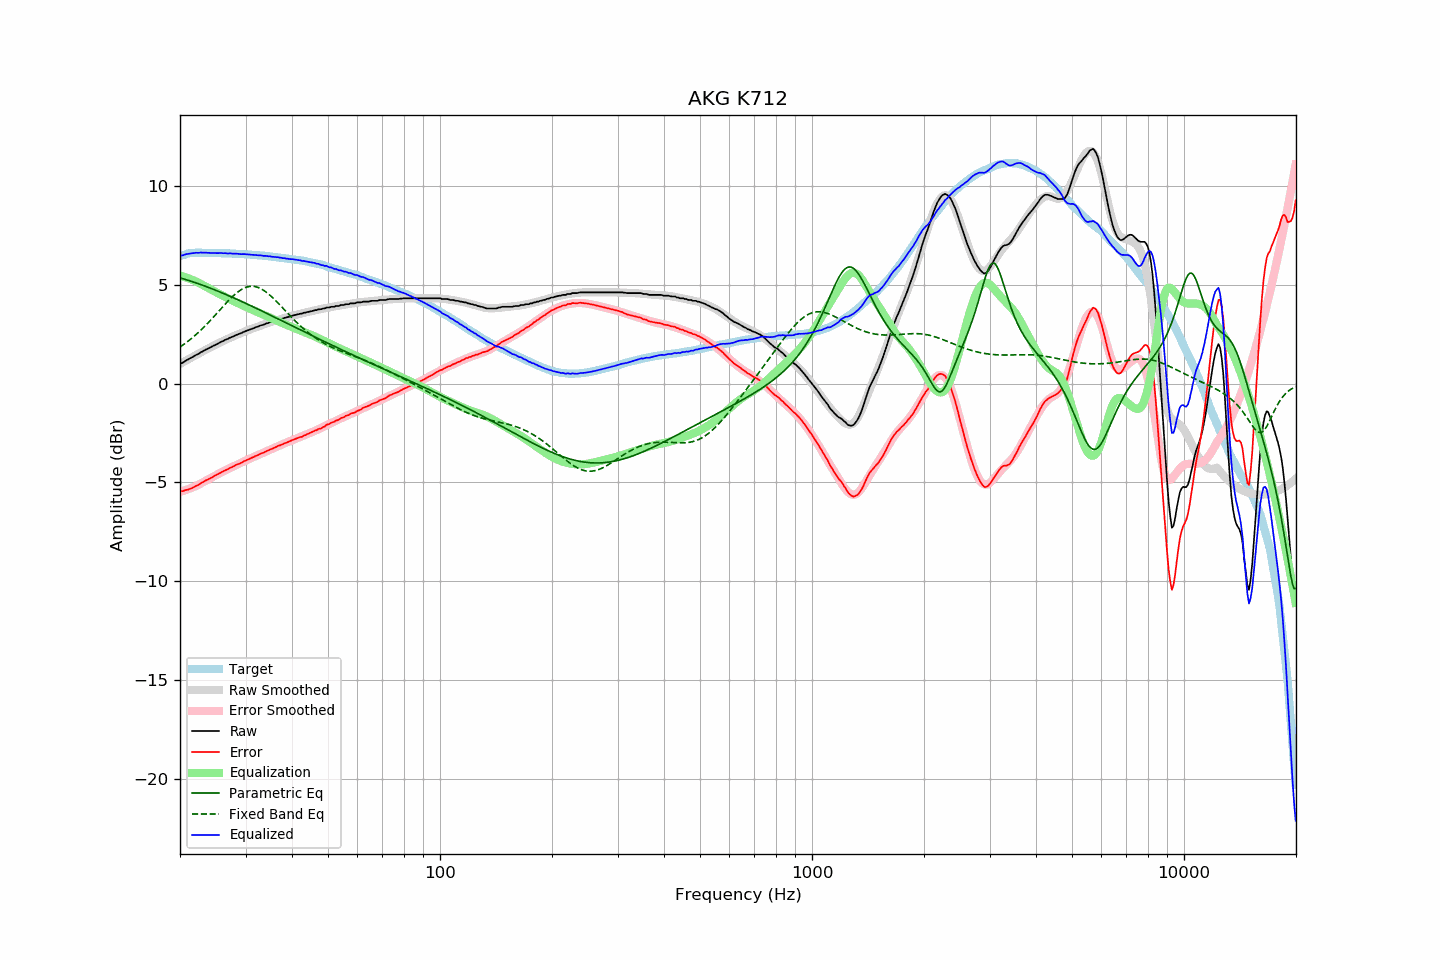 AKG K712
Amplitude (dBr)
10
5
0
−5
−10
−15
−20
Target
Raw Smoothed
Error Smoothed
Raw
Error
Equalization
Parametric Eq
Fixed Band Eq
Equalized
100
1000
10000
Frequency (Hz)